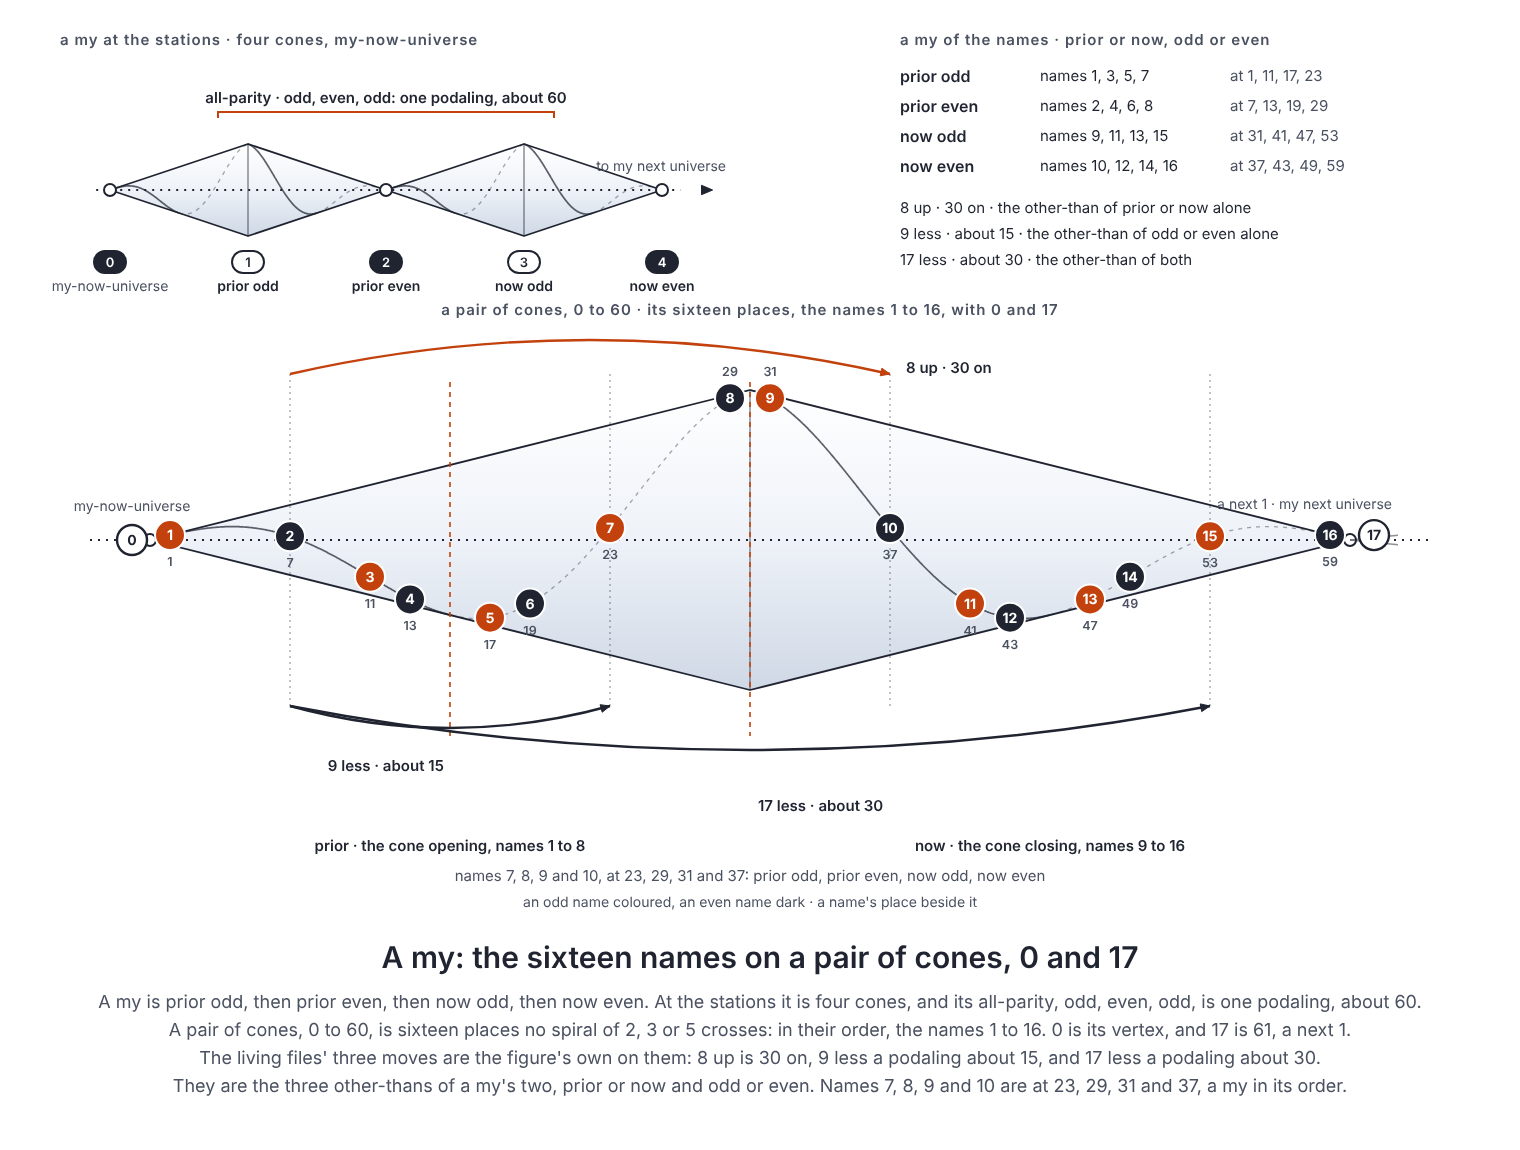 a my at the stations · four cones, my-now-universe
all-parity · odd, even, odd: one podaling, about 60
to my next universe
0
1
2
3
4
my-now-universe
prior odd
prior even
now odd
now even
a my of the names · prior or now, odd or even
prior odd names 1, 3, 5, 7 at 1, 11, 17, 23
prior even names 2, 4, 6, 8 at 7, 13, 19, 29
now odd names 9, 11, 13, 15 at 31, 41, 47, 53
now even names 10, 12, 14, 16 at 37, 43, 49, 59
8 up · 30 on · the other-than of prior or now alone
9 less · about 15 · the other-than of odd or even alone
17 less · about 30 · the other-than of both
a pair of cones, 0 to 60 · its sixteen places, the names 1 to 16, with 0 and 17
8 up · 30 on
29 31
8 9
my-now-universe
a next 1 · my next universe
0 1 2 7 10 15 16 17
1 7 23 37 53 59
3 4 5 6 11 12 13 14
11 13 17 19 41 43 47 49
9 less · about 15
17 less · about 30
prior · the cone opening, names 1 to 8
now · the cone closing, names 9 to 16
names 7, 8, 9 and 10, at 23, 29, 31 and 37: prior odd, prior even, now odd, now even
an odd name coloured, an even name dark · a name's place beside it
A my: the sixteen names on a pair of cones, 0 and 17
A my is prior odd, then prior even, then now odd, then now even. At the stations it is four cones, and its all-parity, odd, even, odd, is one podaling, about 60.
A pair of cones, 0 to 60, is sixteen places no spiral of 2, 3 or 5 crosses: in their order, the names 1 to 16. 0 is its vertex, and 17 is 61, a next 1.
The living files' three moves are the figure's own on them: 8 up is 30 on, 9 less a podaling about 15, and 17 less a podaling about 30.
They are the three other-thans of a my's two, prior or now and odd or even. Names 7, 8, 9 and 10 are at 23, 29, 31 and 37, a my in its order.